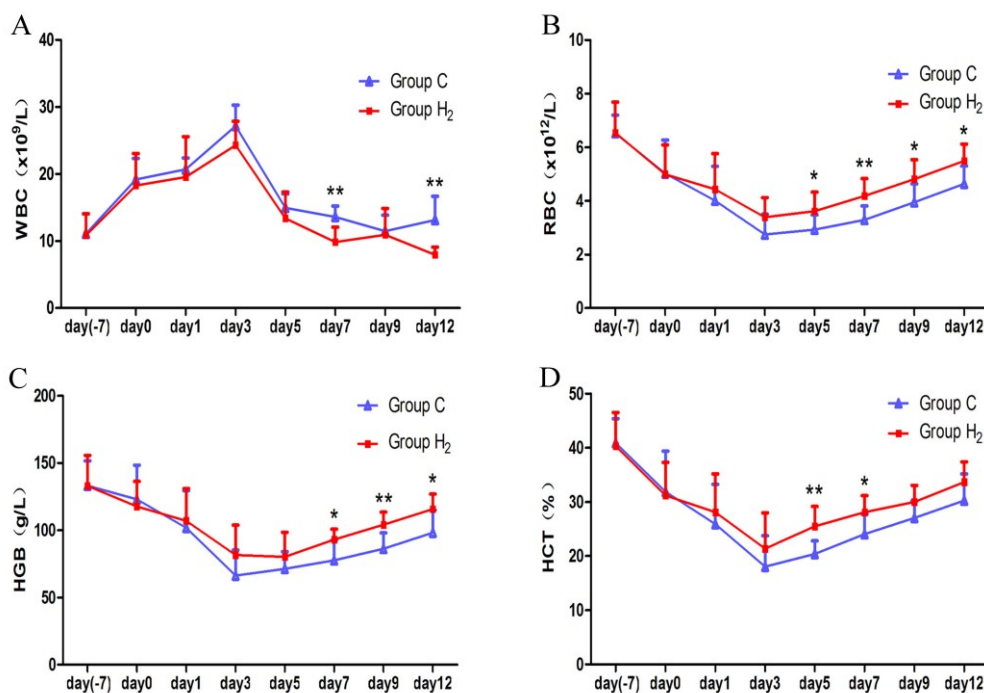 A
WBC（x10⁹/L）
40
30
20
10
0
Group C
Group H₂
** **
day(-7) day0 day1 day3 day5 day7 day9 day12
B
RBC（x10¹²/L）
10
8
6
4
2
0
Group C
Group H₂
* ** * *
day(-7) day0 day1 day3 day5 day7 day9 day12
C
HGB（g/L）
200
150
100
50
0
Group C
Group H₂
* ** *
day(-7) day0 day1 day3 day5 day7 day9 day12
D
HCT（%）
50
40
30
20
10
0
Group C
Group H₂
** *
day(-7) day0 day1 day3 day5 day7 day9 day12